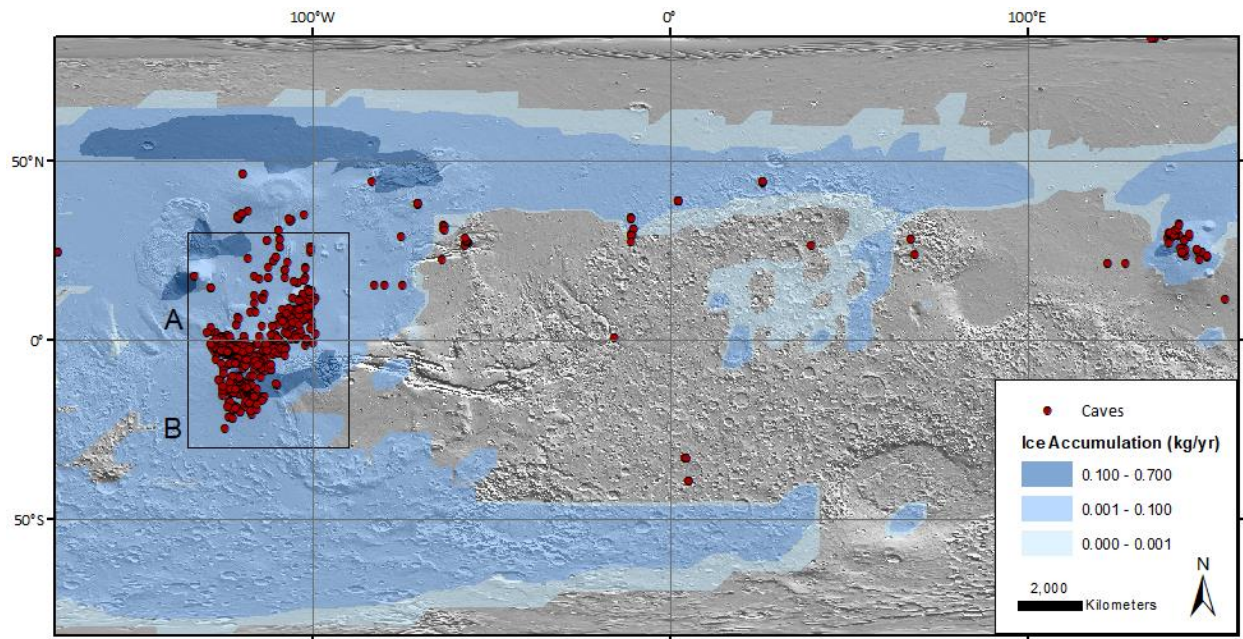 100°W 0° 100°E
50°N
A
0°
B
50°S
Caves
Ice Accumulation (kg/yr)
0.100 - 0.700
0.001 - 0.100
0.000 - 0.001
N
2,000
Kilometers